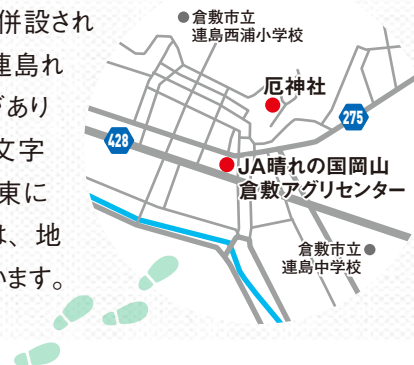 併設され
連島れ
があり
文字
東に
は、地
います。
倉敷市立
連島西浦小学校
厄神社
275
428
JA晴れの国岡山
倉敷アグリセンター
倉敷市立
連島中学校